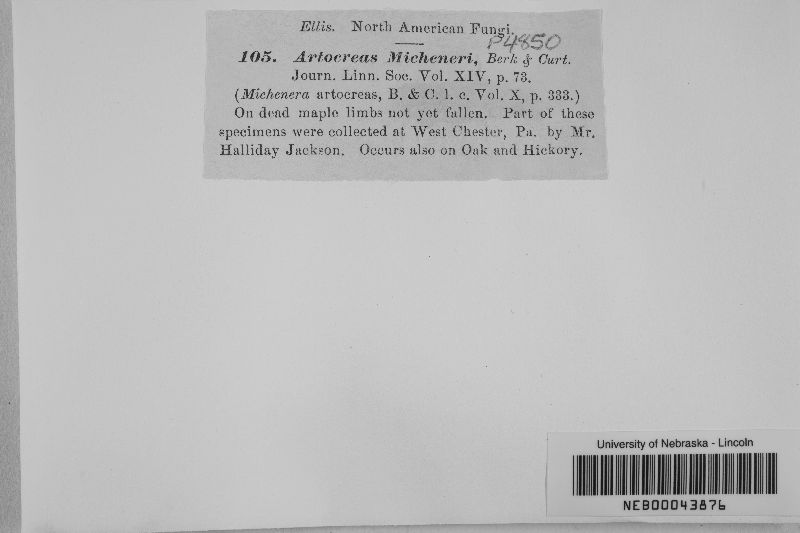 Ellis. North American Fungi.
P4850
105. Artocreas Micheneri, Berk & Curt.
Journ. Linn. Soc. Vol. XIV, p. 73.
(Michenera artocreas, B. & C. l. c. Vol. X, p. 333.)
On dead maple limbs not yet fallen. Part of these
specimens were collected at West Chester, Pa. by Mr.
Halliday Jackson. Occurs also on Oak and Hickory.
University of Nebraska - Lincoln
NEB00043876